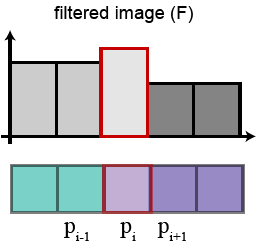 filtered image (F)
p_{i-1} p_i p_{i+1}